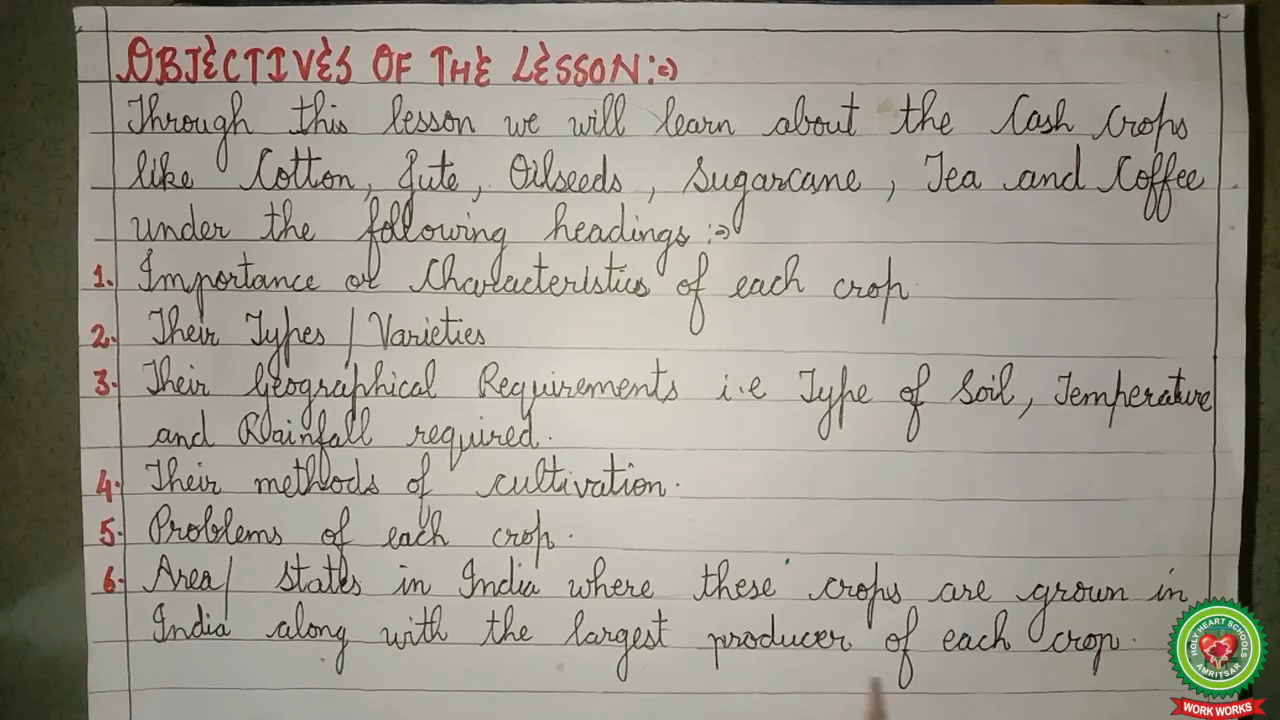 OBJECTIVES OF THE LESSON:-)
Through this lesson we will learn about the Cash Crops
like Cotton, Jute, Oilseeds, Sugarcane, Tea and Coffee
under the following headings :-)
1. Importance or Characteristics of each crop
2. Their Types / Varieties
3. Their Geographical Requirements i.e Type of Soil, Temperature
and Rainfall required.
4. Their methods of cultivation.
5. Problems of each crop.
6. Area/ States in India where these crops are grown in
India along with the largest producer of each crop.
HOLY HEART SCHOOLS
AMRITSAR
WORK WORKS